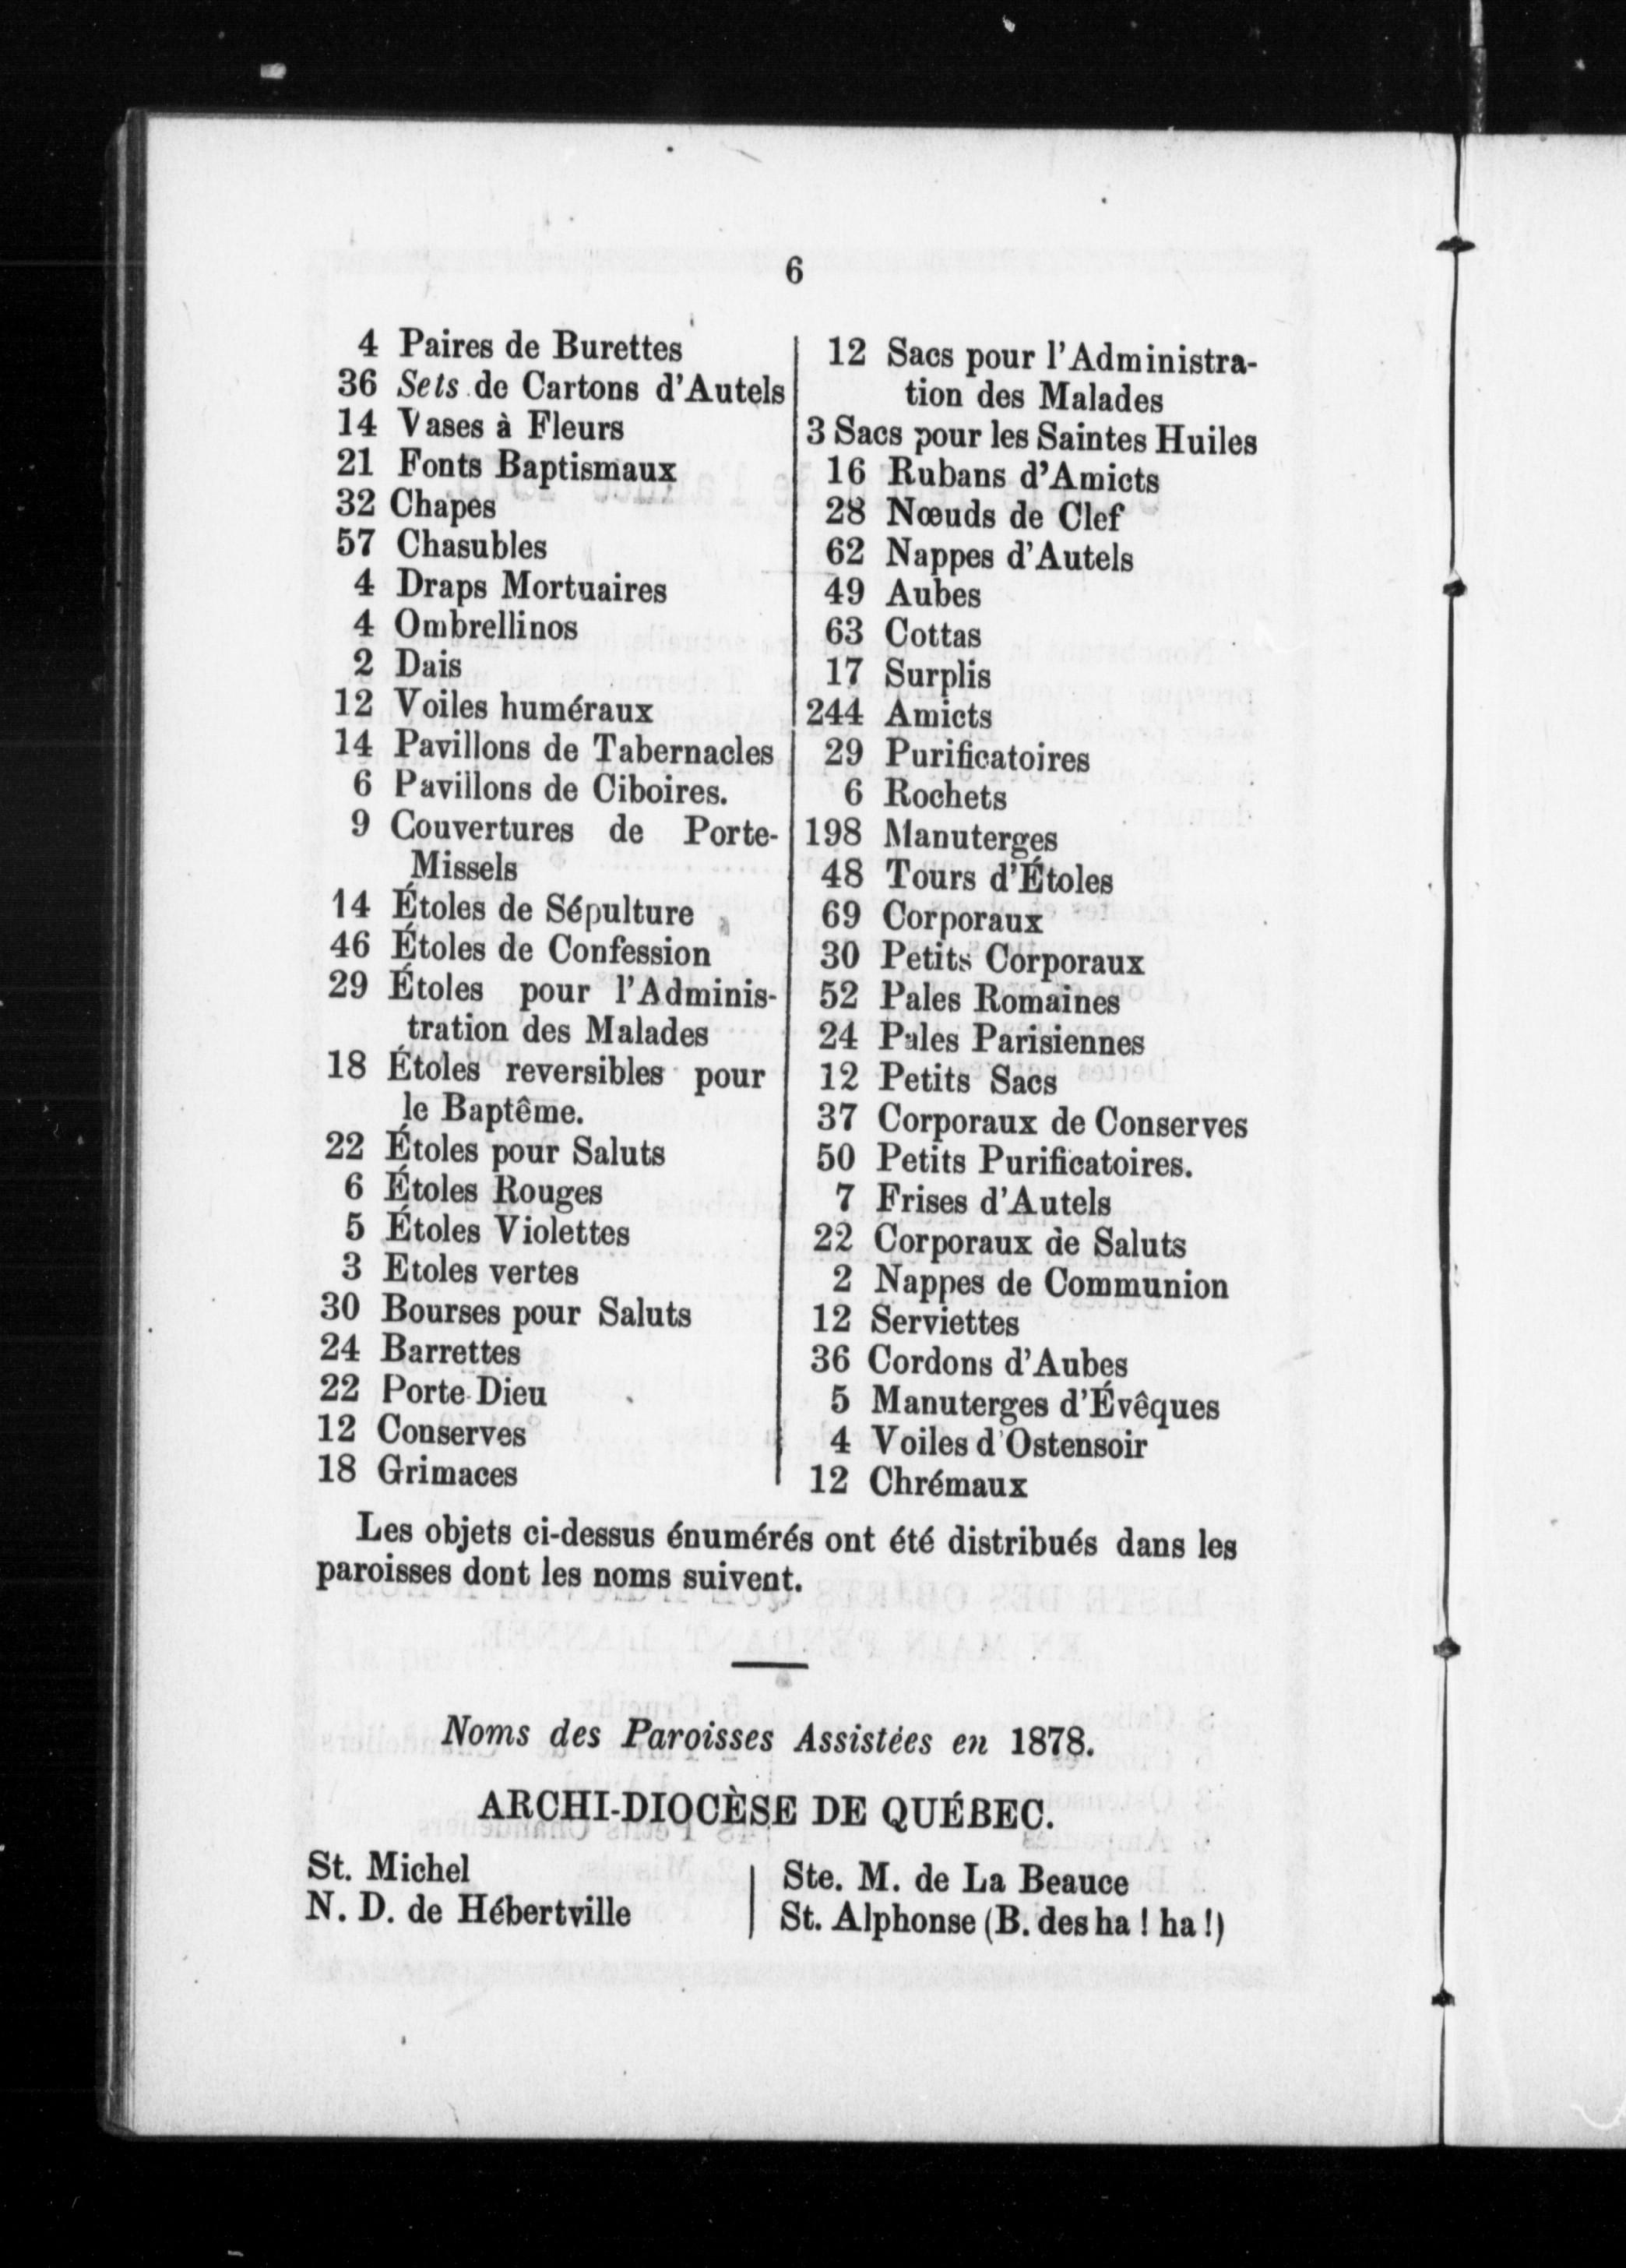 6
4 Paires de Burettes
36 Sets de Cartons d'Autels
14 Vases à Fleurs
21 Fonts Baptismaux
32 Chapes
57 Chasubles
4 Draps Mortuaires
4 Ombrellinos
2 Dais
12 Voiles huméraux
14 Pavillons de Tabernacles
6 Pavillons de Ciboires.
9 Couvertures de Porte-
Missels
14 Étoles de Sépulture
46 Étoles de Confession
29 Étoles pour l'Adminis-
tration des Malades
18 Étoles reversibles pour
le Baptême.
22 Étoles pour Saluts
6 Étoles Rouges
5 Étoles Violettes
3 Etoles vertes
30 Bourses pour Saluts
24 Barrettes
22 Porte Dieu
12 Conserves
18 Grimaces
12 Sacs pour l'Administra-
tion des Malades
3 Sacs pour les Saintes Huiles
16 Rubans d'Amicts
28 Nœuds de Clef
62 Nappes d'Autels
49 Aubes
63 Cottas
17 Surplis
244 Amicts
29 Purificatoires
6 Rochets
198 Manuterges
48 Tours d'Étoles
69 Corporaux
30 Petits Corporaux
52 Pales Romaines
24 Pales Parisiennes
12 Petits Sacs
37 Corporaux de Conserves
50 Petits Purificatoires.
7 Frises d'Autels
22 Corporaux de Saluts
2 Nappes de Communion
12 Serviettes
36 Cordons d'Aubes
5 Manuterges d'Évêques
4 Voiles d'Ostensoir
12 Chrémaux
Les objets ci-dessus énumérés ont été distribués dans les
paroisses dont les noms suivent.
Noms des Paroisses Assistées en 1878.
ARCHI-DIOCÈSE DE QUÉBEC.
St. Michel
N. D. de Hébertville
Ste. M. de La Beauce
St. Alphonse (B. des ha ! ha !)